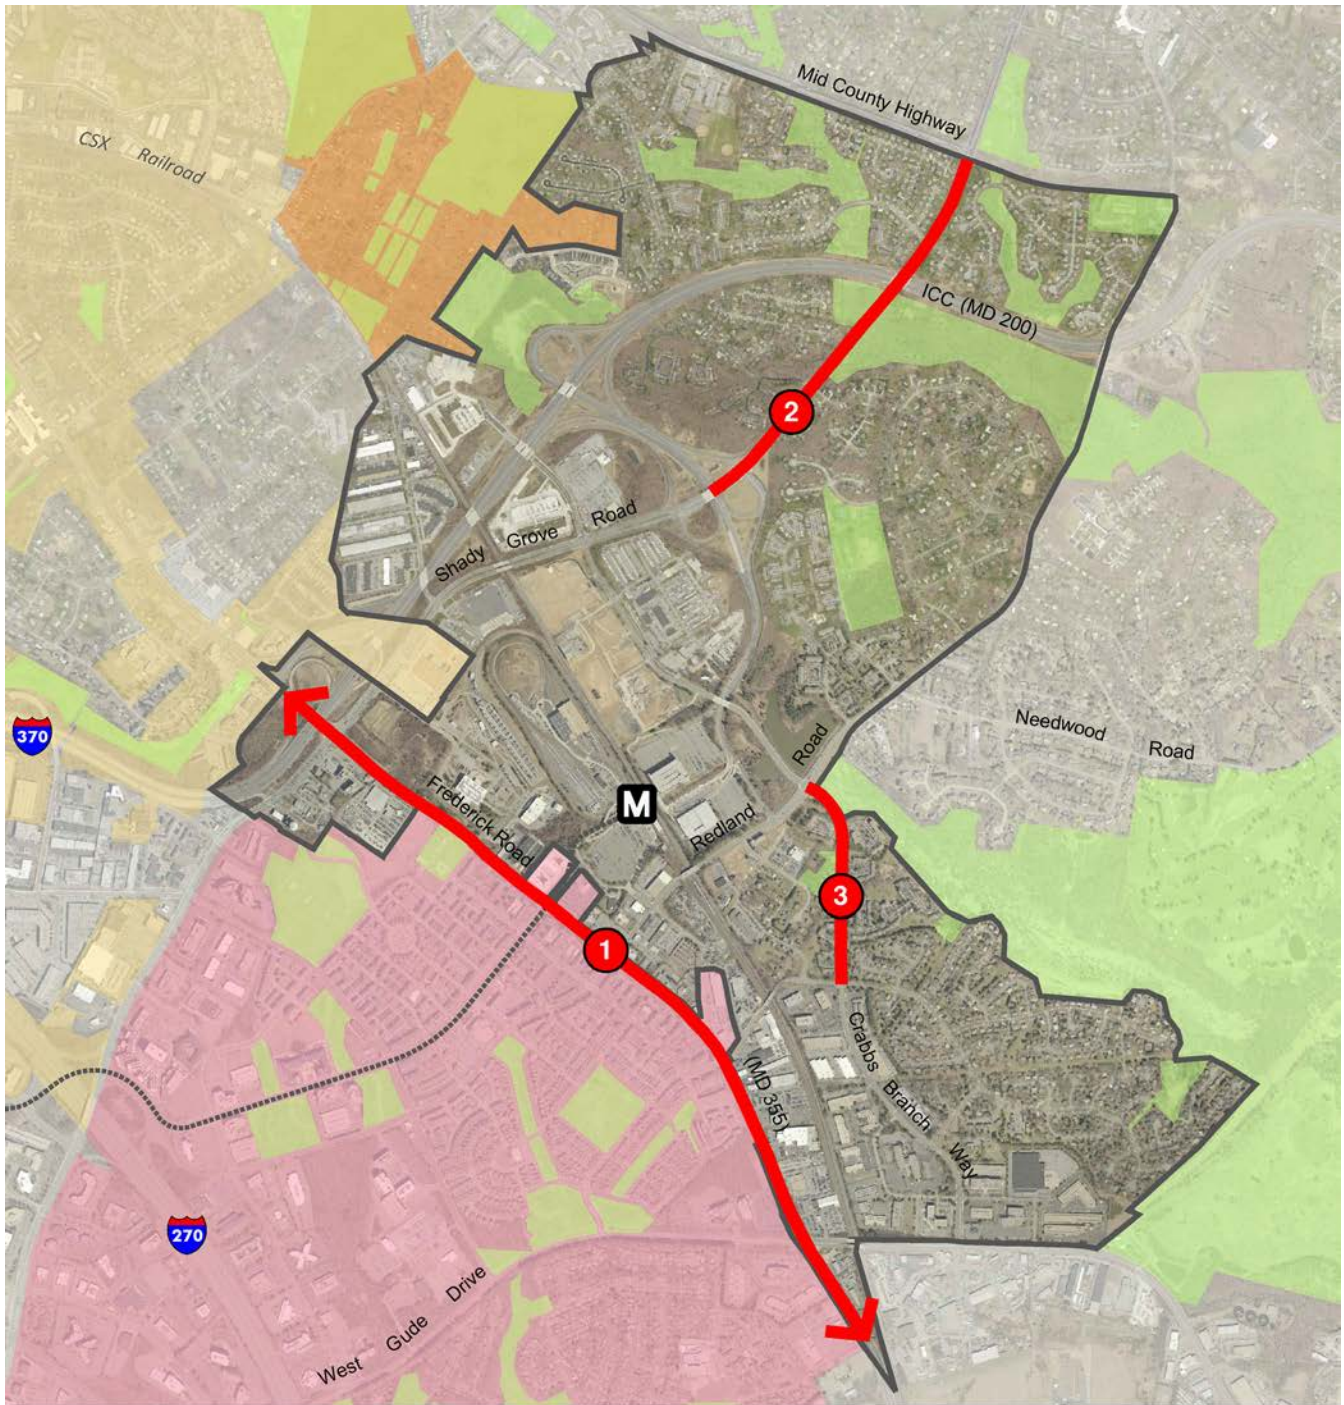 Mid County Highway
CSX Railroad
ICC (MD 200)
2
Shady Grove Road
Needwood Road
Road
370
M
Frederick Road
Redland
3
1
Crabbs Branch Way
(MD 355)
270
West Gude Drive